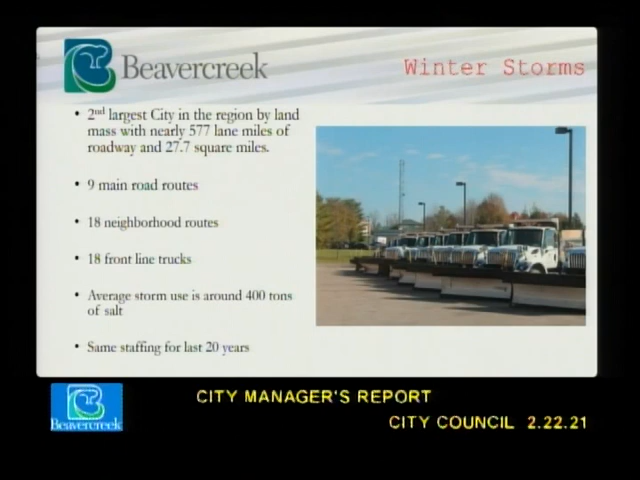 Beavercreek
Winter Storms
• 2nd largest City in the region by land
mass with nearly 577 lane miles of
roadway and 27.7 square miles.
• 9 main road routes
• 18 neighborhood routes
• 18 front line trucks
• Average storm use is around 400 tons
of salt
• Same staffing for last 20 years
CITY MANAGER'S REPORT
CITY COUNCIL 2.22.21
Beavercreek